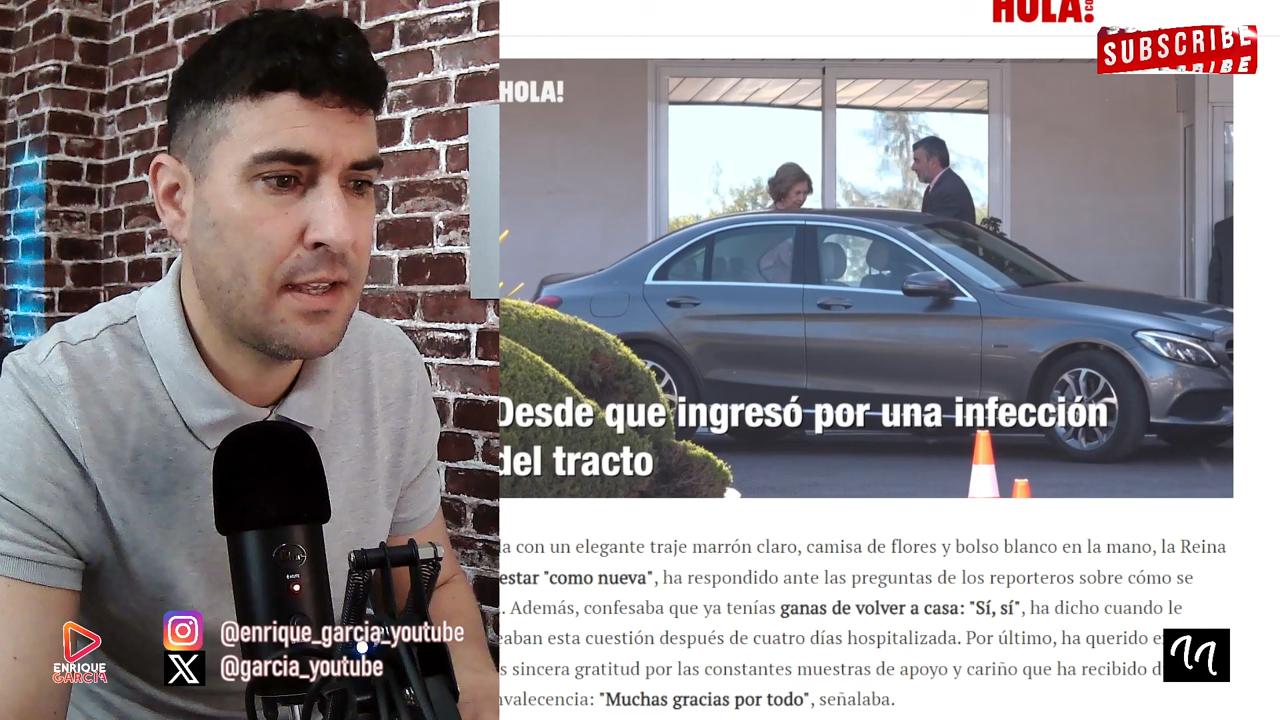 HOLA!
SUBSCRIBE
HOLA!
Desde que ingresó por una infección
del tracto
a con un elegante traje marrón claro, camisa de flores y bolso blanco en la mano, la Reina
estar "como nueva", ha respondido ante las preguntas de los reporteros sobre cómo se
. Además, confesaba que ya tenías ganas de volver a casa: "Sí, sí", ha dicho cuando le
eaban esta cuestión después de cuatro días hospitalizada. Por último, ha querido
s sincera gratitud por las constantes muestras de apoyo y cariño que ha recibido
nvalecencia: "Muchas gracias por todo", señalaba.
ENRIQUE
GARCIA
@enrique_garcia_youtube
@garcia_youtube